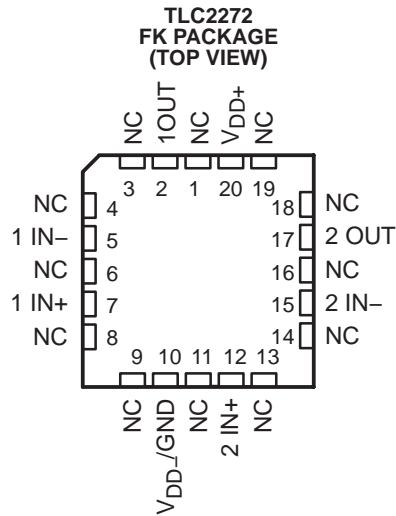 TLC2272
FK PACKAGE
(TOP VIEW)
NC 1OUT NC VDD+ NC
3 2 1 20 19
NC 4 18 NC
1 IN− 5 17 2 OUT
NC 6 16 NC
1 IN+ 7 15 2 IN−
NC 8 14 NC
9 10 11 12 13
NC VDD−/GND NC 2 IN+ NC